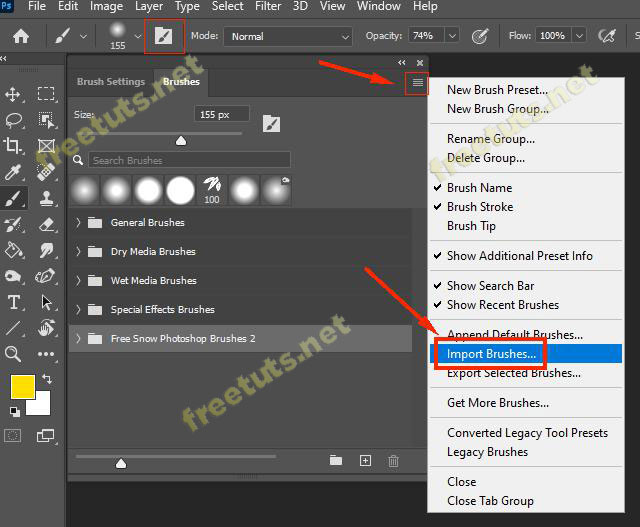 Ps File Edit Image Layer Type Select Filter 3D View Window Help
155 Mode: Normal Opacity: 74% Flow: 100%
Brush Settings Brushes
Size: 155 px
Search Brushes
100
General Brushes
Dry Media Brushes
Wet Media Brushes
Special Effects Brushes
Free Snow Photoshop Brushes 2
New Brush Preset...
New Brush Group...
Rename Group...
Delete Group...
Brush Name
Brush Stroke
Brush Tip
Show Additional Preset Info
Show Search Bar
Show Recent Brushes
Append Default Brushes...
Import Brushes...
Export Selected Brushes...
Get More Brushes...
Converted Legacy Tool Presets
Legacy Brushes
Close
Close Tab Group
freetuts.net
freetuts.net
freetuts.net